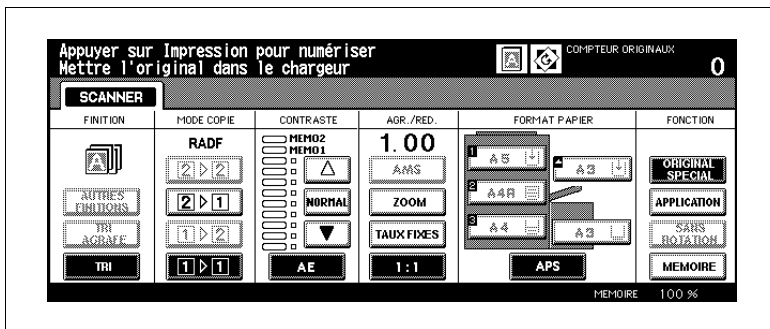 Appuyer sur Impression pour numériser
Mettre l'original dans le chargeur
COMPTEUR ORIGINAUX
0
SCANNER
FINITION
MODE COPIE
CONTRASTE
AGR./RED.
FORMAT PAPIER
FONCTION
RADF
MEMO2
MEMO1
1.00
1
A5
A3
ORIGINAL
SPECIAL
2▷2
AMS
AUTRES
FINITIONS
2▷1
NORMAL
ZOOM
2
A4R
APPLICATION
TRI
AGRAFE
1▷2
TAUX FIXES
3
A4
A3
SANS
ROTATION
TRI
1▷1
AE
1:1
APS
MEMOIRE
MEMOIRE 100 %